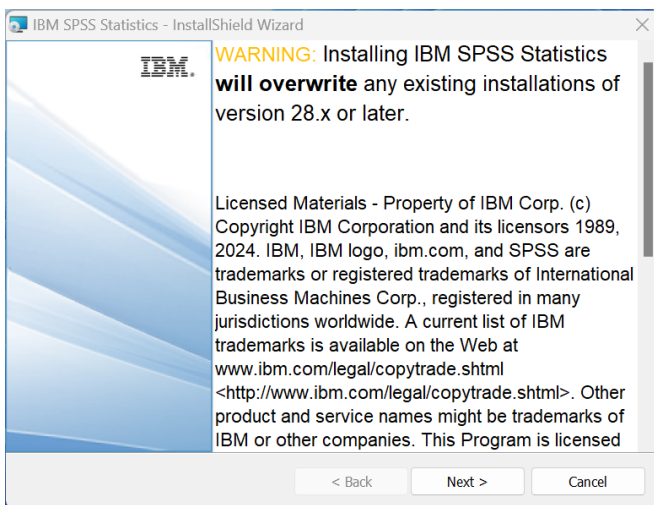 IBM SPSS Statistics - InstallShield Wizard
IBM.
WARNING: Installing IBM SPSS Statistics
will overwrite any existing installations of
version 28.x or later.
Licensed Materials - Property of IBM Corp. (c)
Copyright IBM Corporation and its licensors 1989,
2024. IBM, IBM logo, ibm.com, and SPSS are
trademarks or registered trademarks of International
Business Machines Corp., registered in many
jurisdictions worldwide. A current list of IBM
trademarks is available on the Web at
www.ibm.com/legal/copytrade.shtml
<http://www.ibm.com/legal/copytrade.shtml>. Other
product and service names might be trademarks of
IBM or other companies. This Program is licensed
< Back Next > Cancel